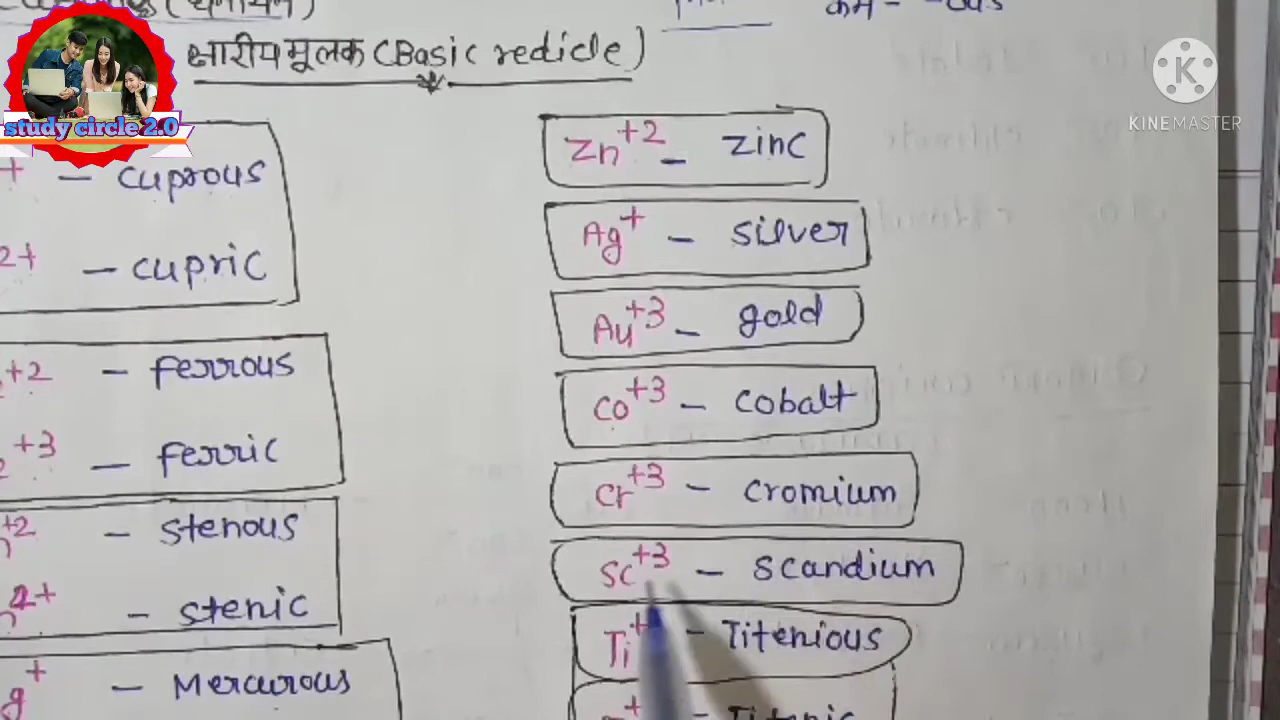 क्षारीय मूलक (Basic redicle)
study circle 2.0
KINEMASTER
+ – cuprous
2+ – cupric
+2 – ferrous
+3 – ferric
+2 – stenous
4+ – stenic
g+ – Mercurous
Zn+2 – zinc
Ag+ – silver
Au+3 – gold
Co+3 – cobalt
Cr+3 – cromium
Sc+3 – scandium
Ti+ – Titenious
– Titenic